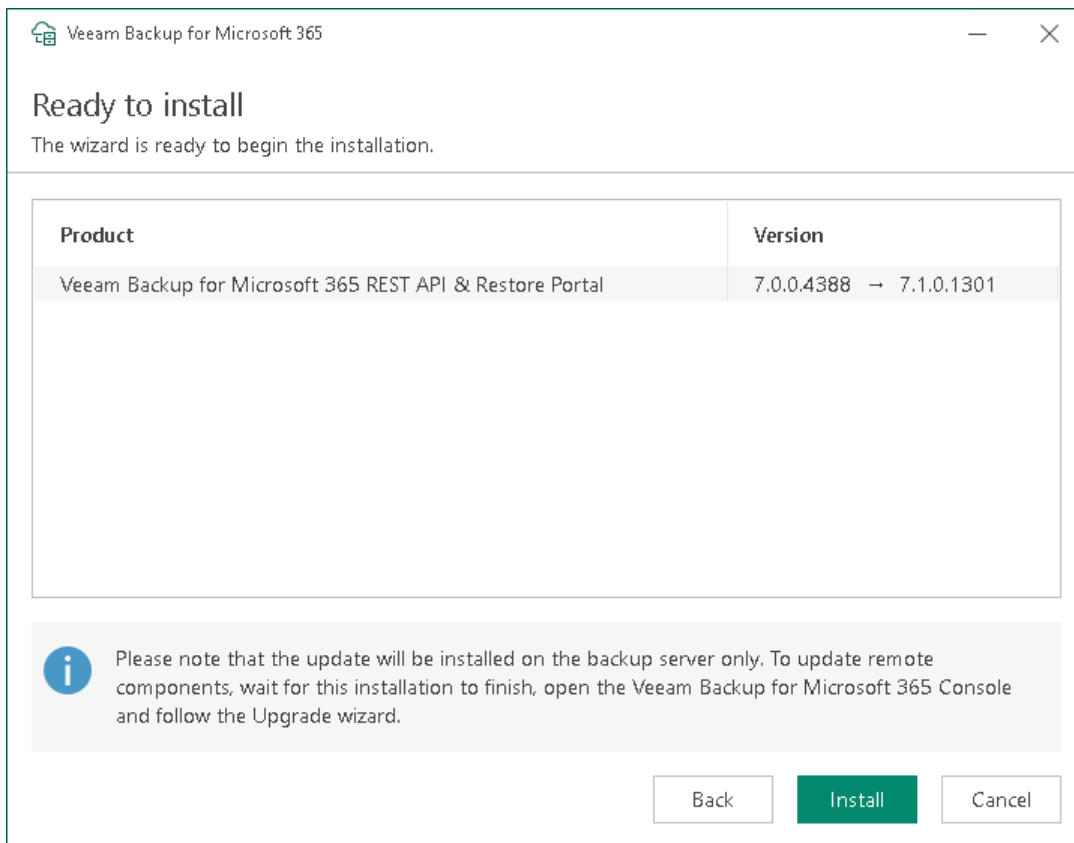 Veeam Backup for Microsoft 365
Ready to install
The wizard is ready to begin the installation.
Product Version
Veeam Backup for Microsoft 365 REST API & Restore Portal 7.0.0.4388 → 7.1.0.1301
Please note that the update will be installed on the backup server only. To update remote
components, wait for this installation to finish, open the Veeam Backup for Microsoft 365 Console
and follow the Upgrade wizard.
Back Install Cancel